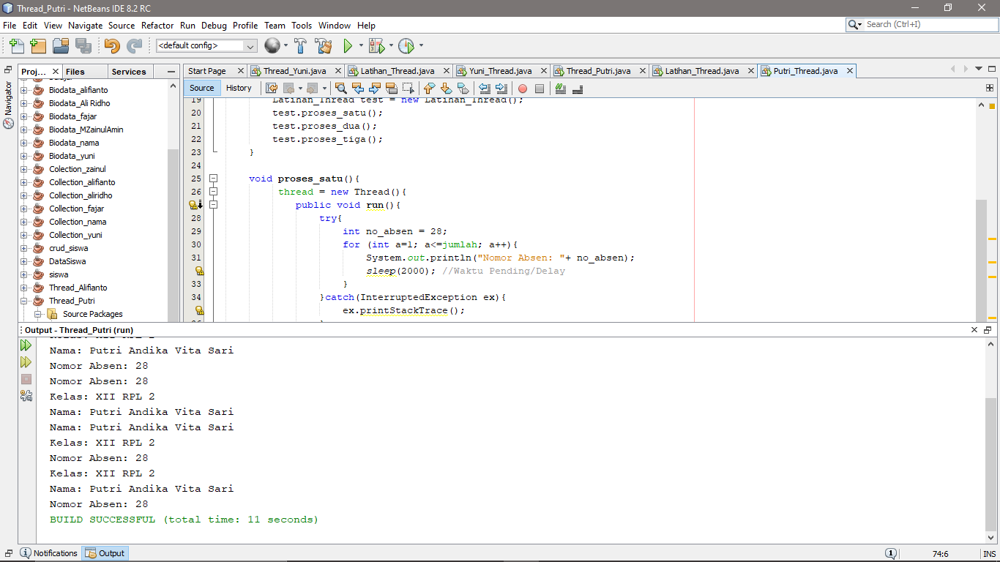 Thread_Putri - NetBeans IDE 8.2 RC
File Edit View Navigate Source Refactor Run Debug Profile Team Tools Window Help
Search (Ctrl+I)
<default config>
Proj... Files Services
Start Page Thread_Yuni.java Latihan_Thread.java Yuni_Thread.java Thread_Putri.java Latihan_Thread.java Putri_Thread.java
Source History
Navigator
Biodata_alifianto
Biodata_Ali Ridho
Biodata_fajar
Biodata_MZainulAmin
Biodata_nama
Biodata_yuni
Colection_zainul
Collection_alifianto
Collection_aliridho
Collection_fajar
Collection_nama
Collection_yuni
crud_siswa
DataSiswa
siswa
Thread_Alifianto
Thread_Putri
Source Packages
19 Latihan_Thread test = new Latihan_Thread();
20 test.proses_satu();
21 test.proses_dua();
22 test.proses_tiga();
23 }
24
25 void proses_satu(){
26 thread = new Thread(){
public void run(){
28 try{
29 int no_absen = 28;
30 for (int a=1; a<=jumlah; a++){
31 System.out.println("Nomor Absen: "+ no_absen);
sleep(2000); //Waktu Pending/Delay
33 }
34 }catch(InterruptedException ex){
ex.printStackTrace();
Output - Thread_Putri (run)
Nama: Putri Andika Vita Sari
Nomor Absen: 28
Nomor Absen: 28
Kelas: XII RPL 2
Nama: Putri Andika Vita Sari
Nama: Putri Andika Vita Sari
Kelas: XII RPL 2
Nomor Absen: 28
Kelas: XII RPL 2
Nama: Putri Andika Vita Sari
Nomor Absen: 28
BUILD SUCCESSFUL (total time: 11 seconds)
Notifications Output
1 74:6 INS